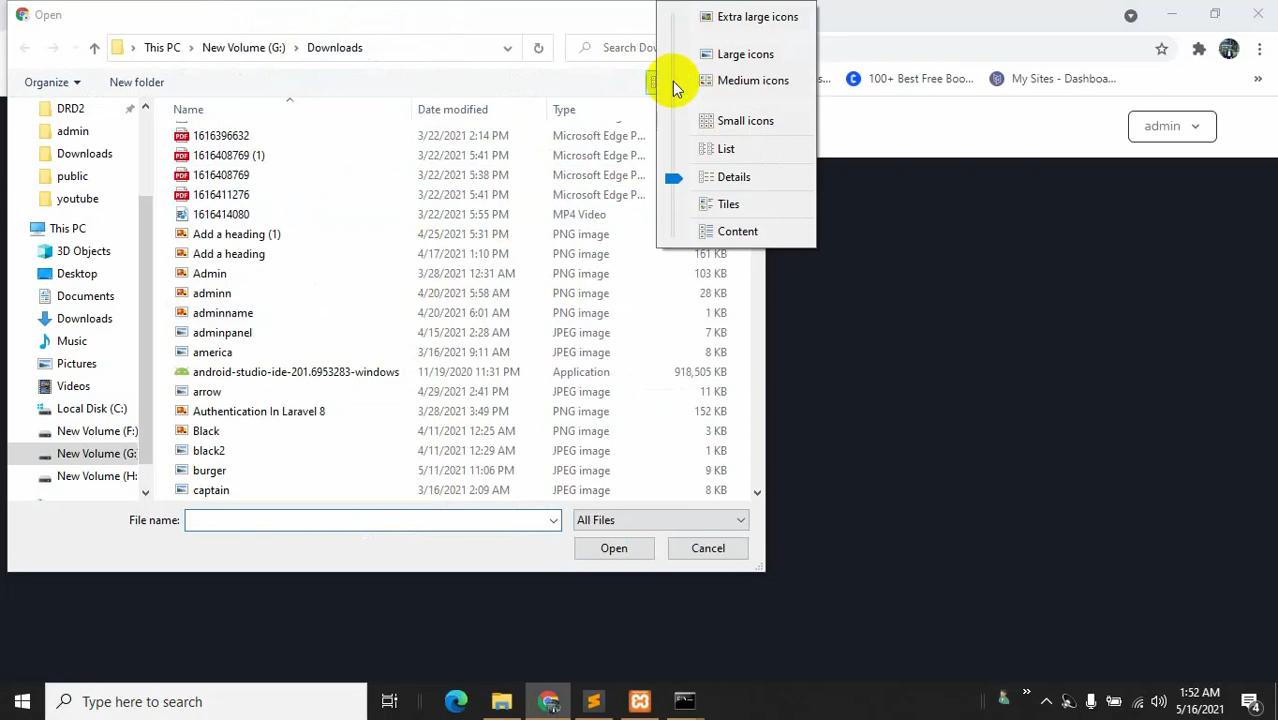 Open
This PC
New Volume (G:)
Downloads
Search Dov
Organize
New folder
Extra large icons
Large icons
Medium icons
Small icons
List
Details
Tiles
Content
100+ Best Free Boo...
My Sites - Dashboa...
admin
DRD2
admin
Downloads
public
youtube
This PC
3D Objects
Desktop
Documents
Downloads
Music
Pictures
Videos
Local Disk (C:)
New Volume (F:)
New Volume (G:
New Volume (H:
Name Date modified Type
1616396632 3/22/2021 2:14 PM Microsoft Edge P...
1616408769 (1) 3/22/2021 5:41 PM Microsoft Edge P...
1616408769 3/22/2021 5:38 PM Microsoft Edge P...
1616411276 3/22/2021 5:41 PM Microsoft Edge P...
1616414080 3/22/2021 5:55 PM MP4 Video
Add a heading (1) 4/25/2021 5:31 PM PNG image
Add a heading 4/17/2021 1:10 PM PNG image 161 KB
Admin 3/28/2021 12:31 AM PNG image 103 KB
adminn 4/20/2021 5:58 AM PNG image 28 KB
adminname 4/20/2021 6:01 AM PNG image 1 KB
adminpanel 4/15/2021 2:28 AM JPEG image 7 KB
america 3/16/2021 9:11 AM JPEG image 8 KB
android-studio-ide-201.6953283-windows 11/19/2020 11:31 PM Application 918,505 KB
arrow 4/29/2021 2:41 PM JPEG image 11 KB
Authentication In Laravel 8 3/28/2021 3:49 PM PNG image 152 KB
Black 4/11/2021 12:25 AM PNG image 3 KB
black2 4/11/2021 12:29 AM JPEG image 4 KB
burger 5/11/2021 11:06 PM JPEG image 9 KB
captain 3/16/2021 2:09 AM JPEG image 8 KB
File name:
All Files
Open
Cancel
Type here to search
1:52 AM
5/16/2021
4